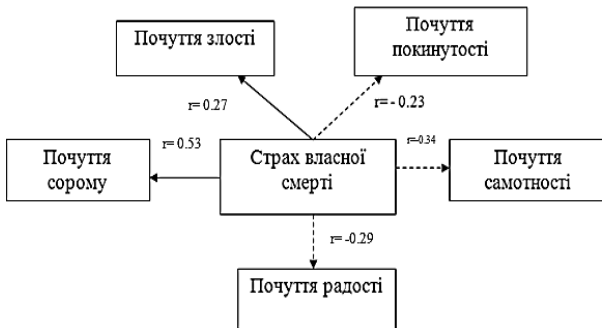 Почуття злості
Почуття
покинутості
r= 0.27
r= - 0.23
r= 0.53
r=-0.34
Почуття
сорому
Страх власної
смерті
Почуття
самотності
r= -0.29
Почуття радості